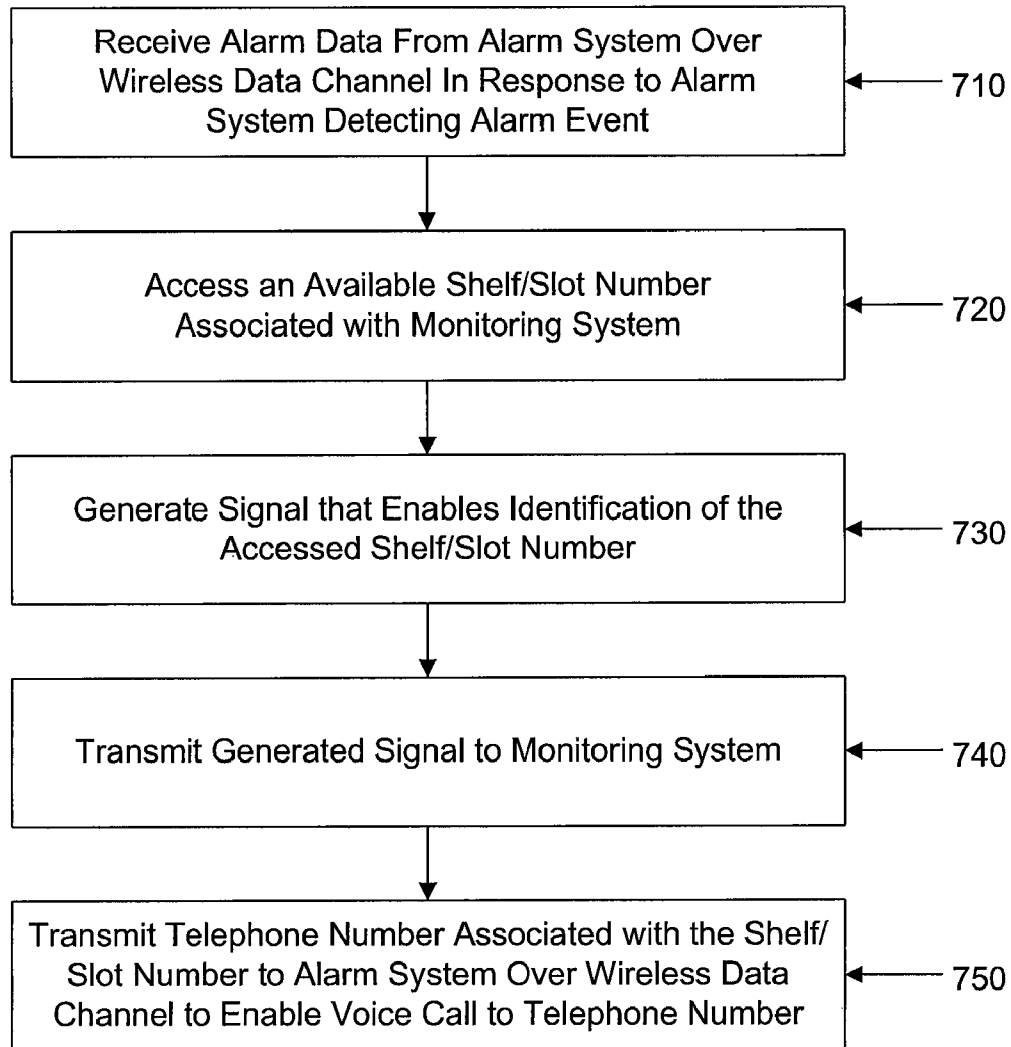 Receive Alarm Data From Alarm System Over
Wireless Data Channel In Response to Alarm
System Detecting Alarm Event
710
Access an Available Shelf/Slot Number
Associated with Monitoring System
720
Generate Signal that Enables Identification of the
Accessed Shelf/Slot Number
730
Transmit Generated Signal to Monitoring System
740
Transmit Telephone Number Associated with the Shelf/
Slot Number to Alarm System Over Wireless Data
Channel to Enable Voice Call to Telephone Number
750